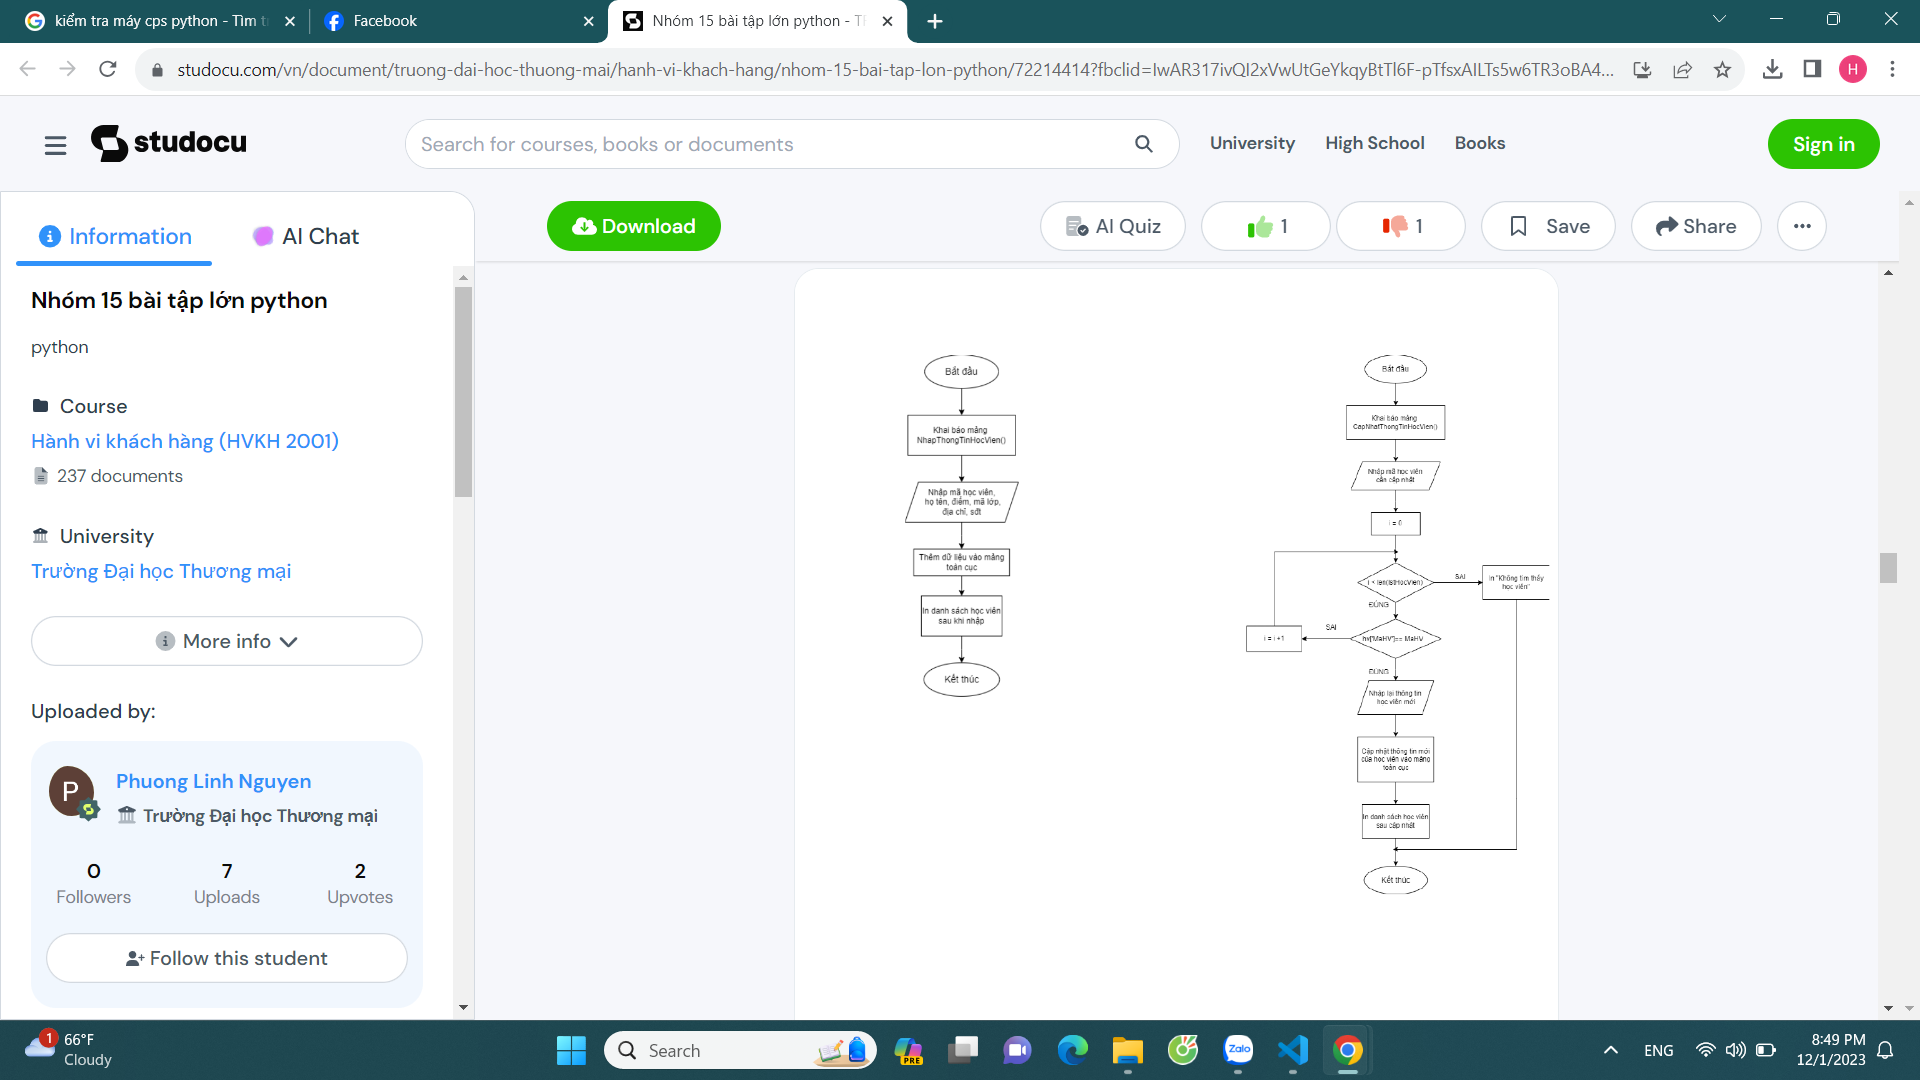 kiểm tra máy cps python - Tìm t
Facebook
Nhóm 15 bài tập lớn python - T
studocu.com/vn/document/truong-dai-hoc-thuong-mai/hanh-vi-khach-hang/nhom-15-bai-tap-lon-python/72214414?fbclid=IwAR317ivQI2xVwUtGeYkqyBtTl6F-pTfsxAILTs5w6TR3oBA4...
H
studocu
Search for courses, books or documents
University
High School
Books
Sign in
Information
AI Chat
Download
AI Quiz
1
1
Save
Share
Nhóm 15 bài tập lớn python
python
Course
Hành vi khách hàng (HVKH 2001)
237 documents
University
Trường Đại học Thương mại
More info
Uploaded by:
P
Phuong Linh Nguyen
Trường Đại học Thương mại
0
7
2
Followers
Uploads
Upvotes
Follow this student
Bắt đầu
Khai báo mảng
NhapThongTinHocVien()
Nhập mã học viên,
họ tên, điểm, mã lớp,
địa chỉ, sđt
Thêm dữ liệu vào mảng
toàn cục
In danh sách học viên
sau khi nhập
Kết thúc
Bắt đầu
Khai báo mảng
CapNhatThongTinHocVien()
Nhập mã học viên
cần cập nhật
i = 0
i < len(lstHocVien)
SAI
In "Không tìm thấy
học viên"
ĐÚNG
hv["MaHV"]== MaHV
SAI
i = i +1
ĐÚNG
Nhập lại thông tin
học viên mới
Cập nhật thông tin mới
của học viên vào mảng
toàn cục
In danh sách học viên
sau cập nhật
Kết thúc
1
66°F
Cloudy
Search
PRE
Zalo
ENG
8:49 PM
12/1/2023